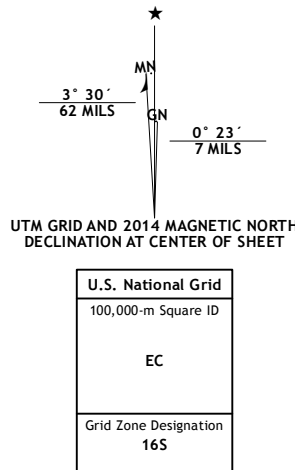 ★
MN
3° 30´
62 MILS
GN
0° 23´
7 MILS
UTM GRID AND 2014 MAGNETIC NORTH
DECLINATION AT CENTER OF SHEET
U.S. National Grid
100,000-m Square ID
EC
Grid Zone Designation
16S